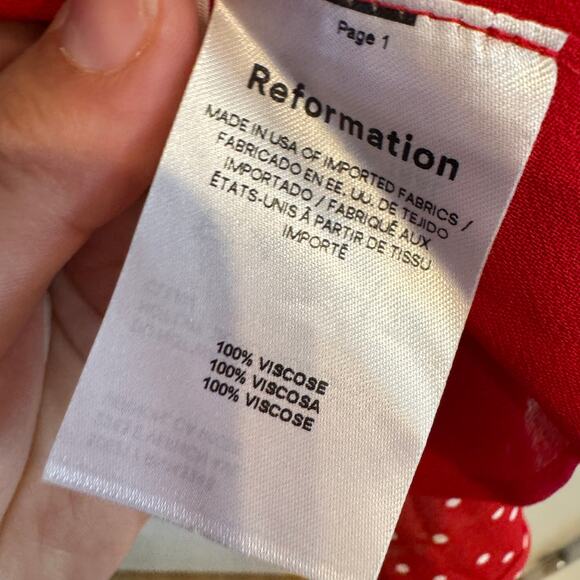 Page 1
Reformation
MADE IN USA OF IMPORTED FABRICS /
FABRICADO EN EE. UU. DE TEJIDO
IMPORTADO / FABRIQUÉ AUX
ÉTATS-UNIS À PARTIR DE TISSU
IMPORTÉ
100% VISCOSE
100% VISCOSA
100% VISCOSE